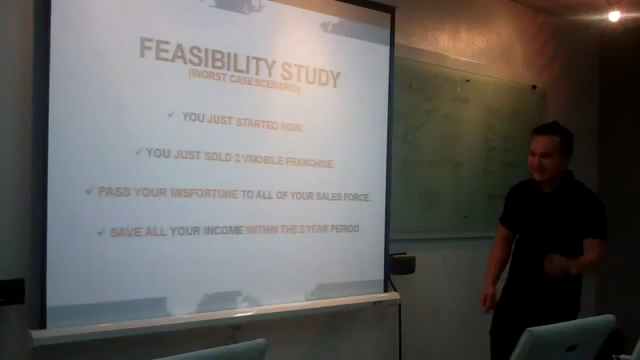 FEASIBILITY STUDY
(WORST CASE SCENARIO)
YOU JUST STARTED NOW.
YOU JUST SOLD 2 VMOBILE FRANCHISE.
PASS YOUR MISFORTUNE TO ALL OF YOUR SALES FORCE.
SAVE ALL YOUR INCOME WITHIN THE 2 YEAR PERIOD